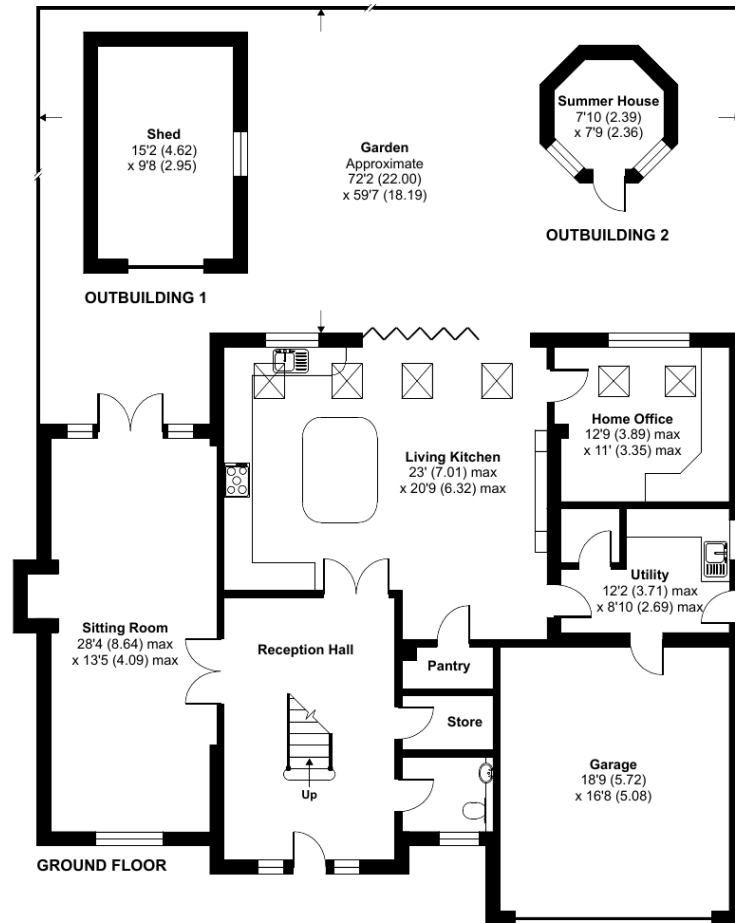 Shed
15'2 (4.62)
x 9'8 (2.95)
OUTBUILDING 1
Garden
Approximate
72'2 (22.00)
x 59'7 (18.19)
Summer House
7'10 (2.39)
x 7'9 (2.36)
OUTBUILDING 2
Living Kitchen
23' (7.01) max
x 20'9 (6.32) max
Home Office
12'9 (3.89) max
x 11' (3.35) max
Utility
12'2 (3.71) max
x 8'10 (2.69) max
Sitting Room
28'4 (8.64) max
x 13'5 (4.09) max
Reception Hall
Pantry
Store
Up
Garage
18'9 (5.72)
x 16'8 (5.08)
GROUND FLOOR